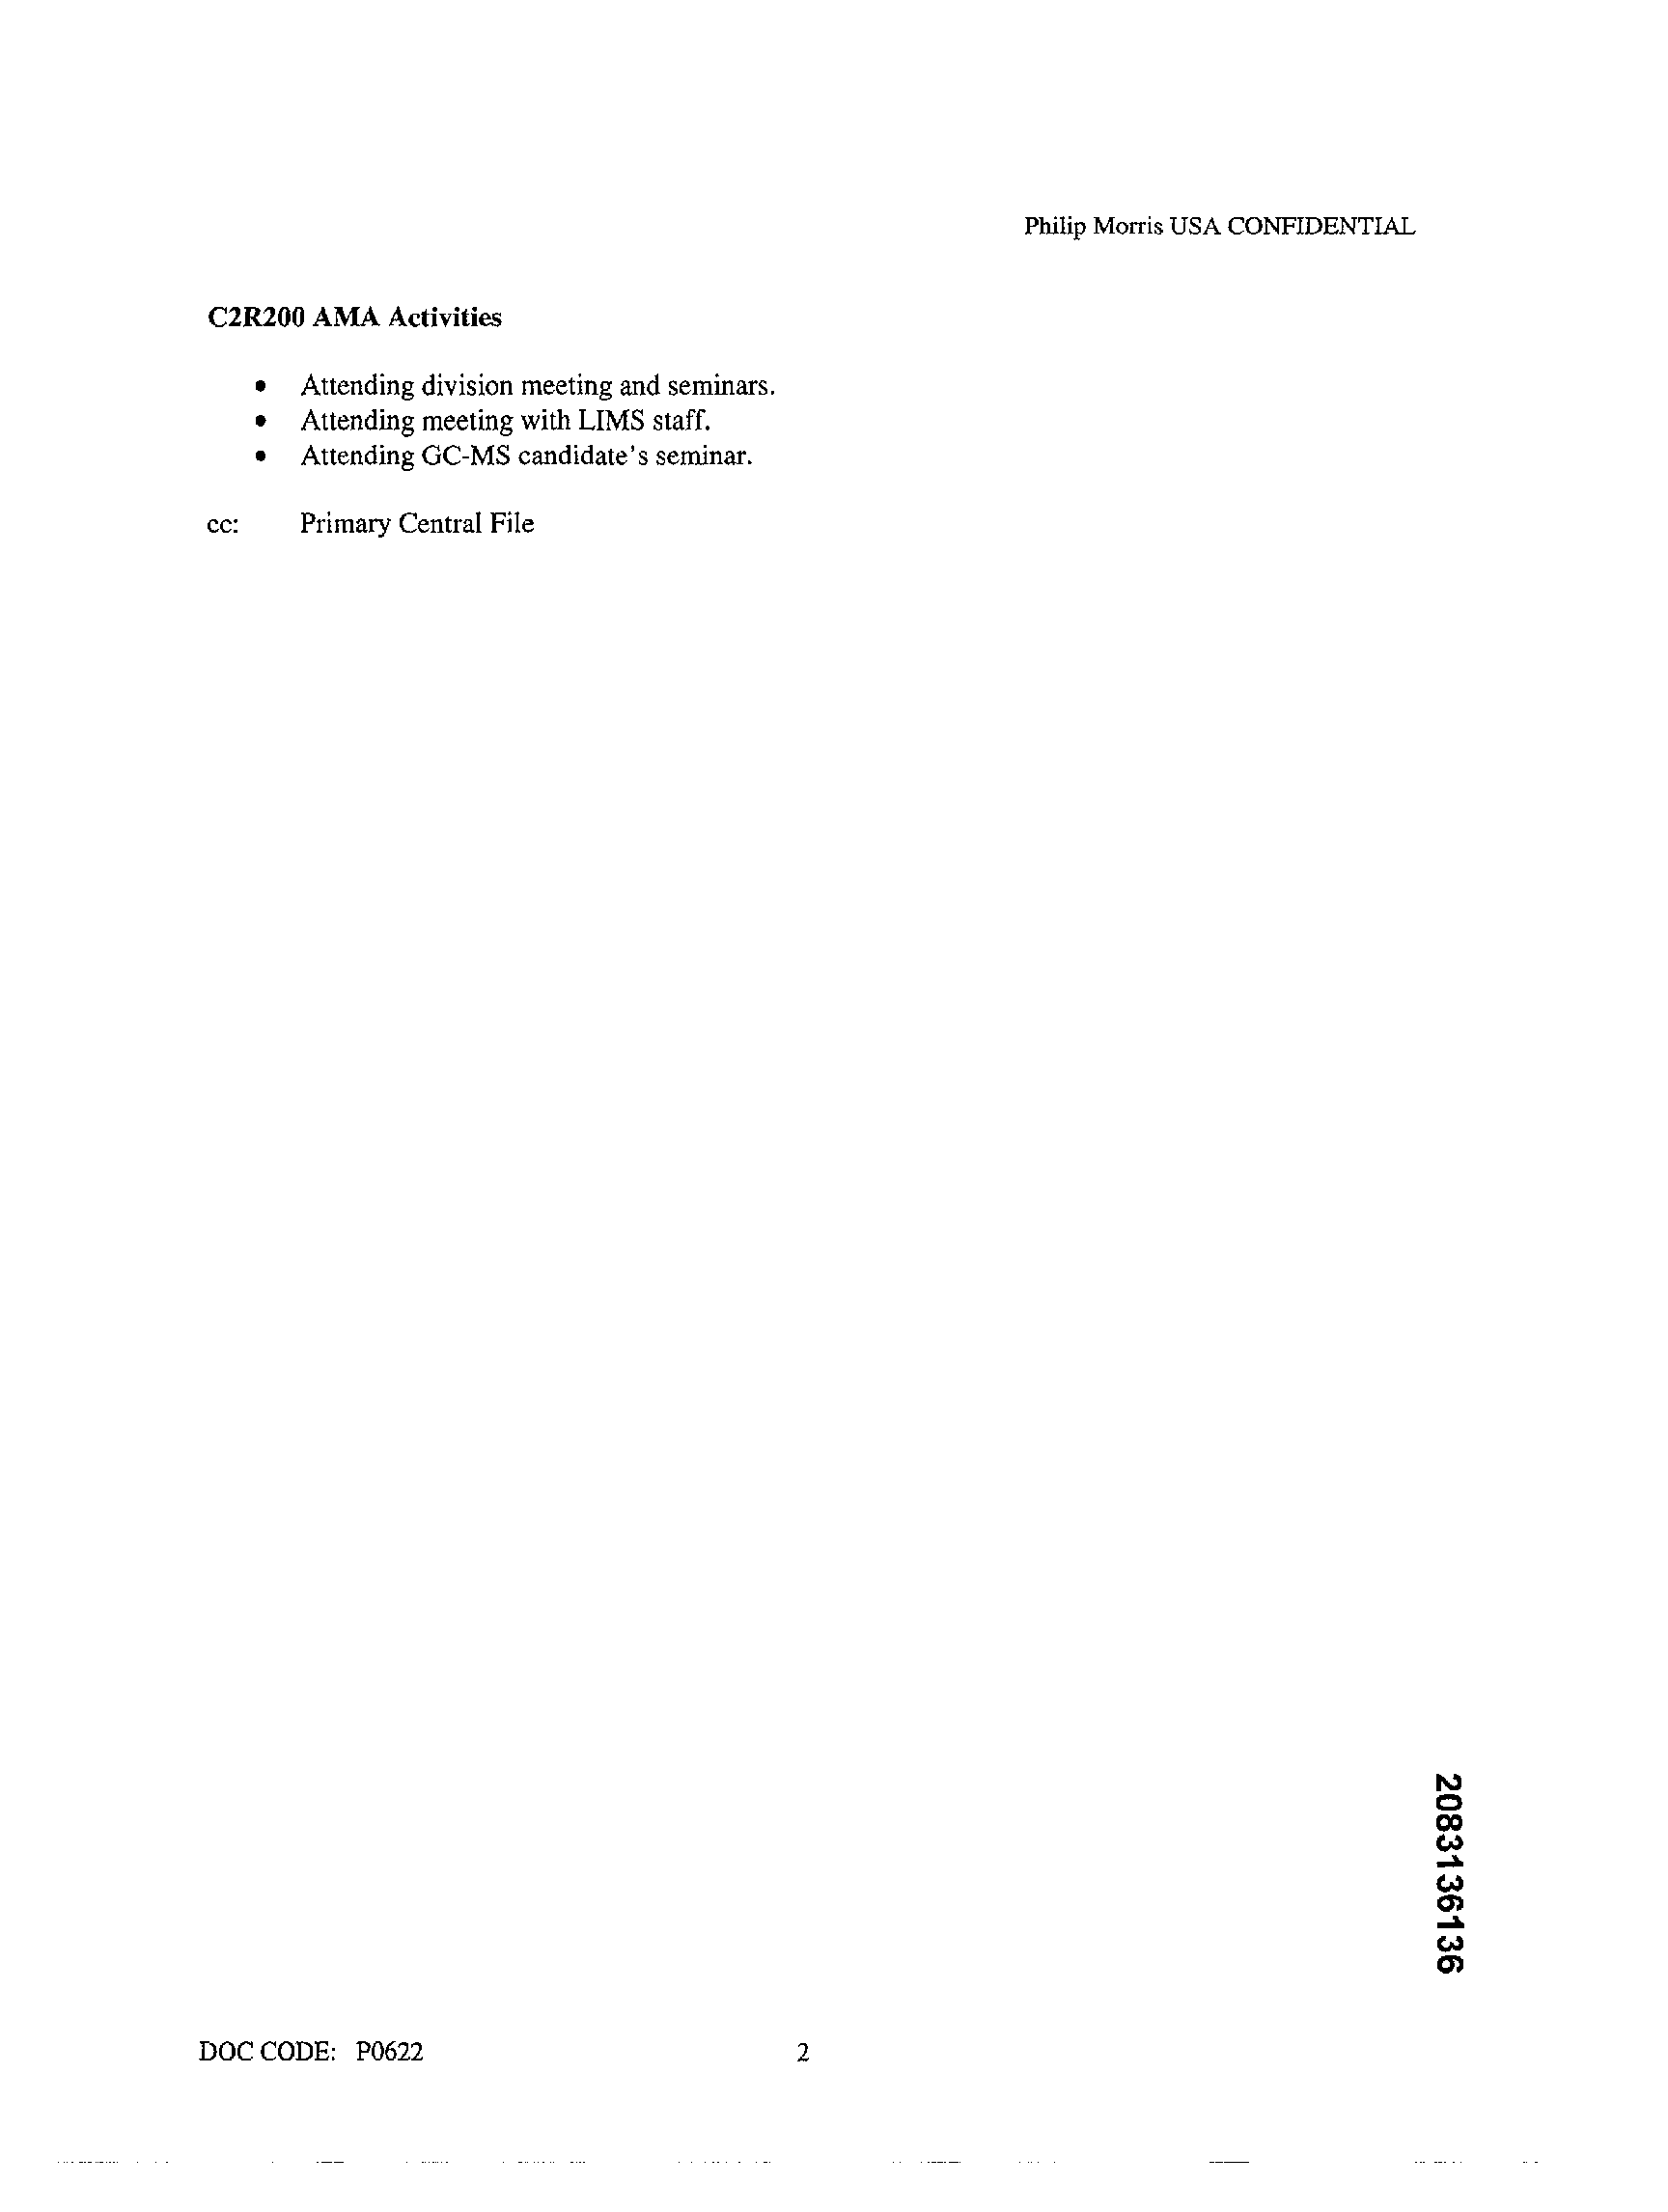 Philip Morris USA CONFIDENTIAL
C2R200 AMA Activities
• Attending division meeting and seminars.
• Attending meeting with LIMS staff.
• Attending GC-MS candidate's seminar.
cc: Primary Central File
2083136136
DOC CODE: P0622 2